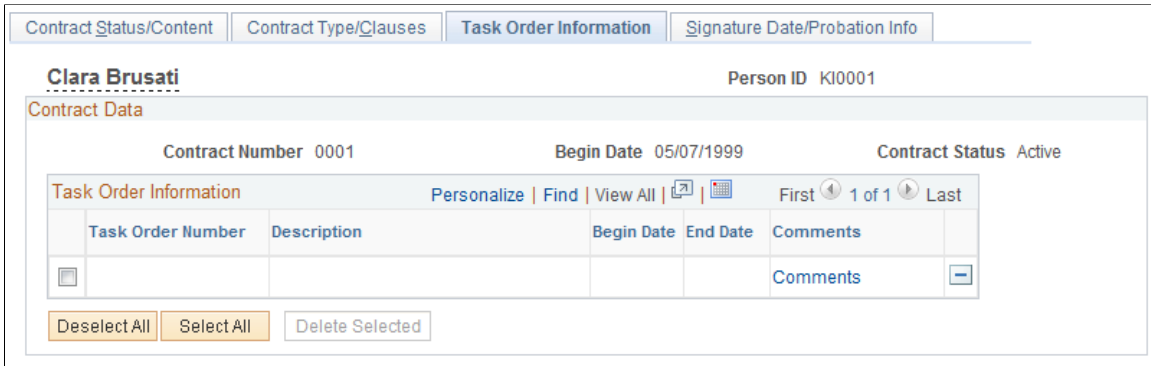 Contract Status/Content Contract Type/Clauses Task Order Information Signature Date/Probation Info
Clara Brusati Person ID KI0001
Contract Data
Contract Number 0001 Begin Date 05/07/1999 Contract Status Active
Task Order Information Personalize | Find | View All | | First 1 of 1 Last
Task Order Number Description Begin Date End Date Comments
Comments
Deselect All Select All Delete Selected